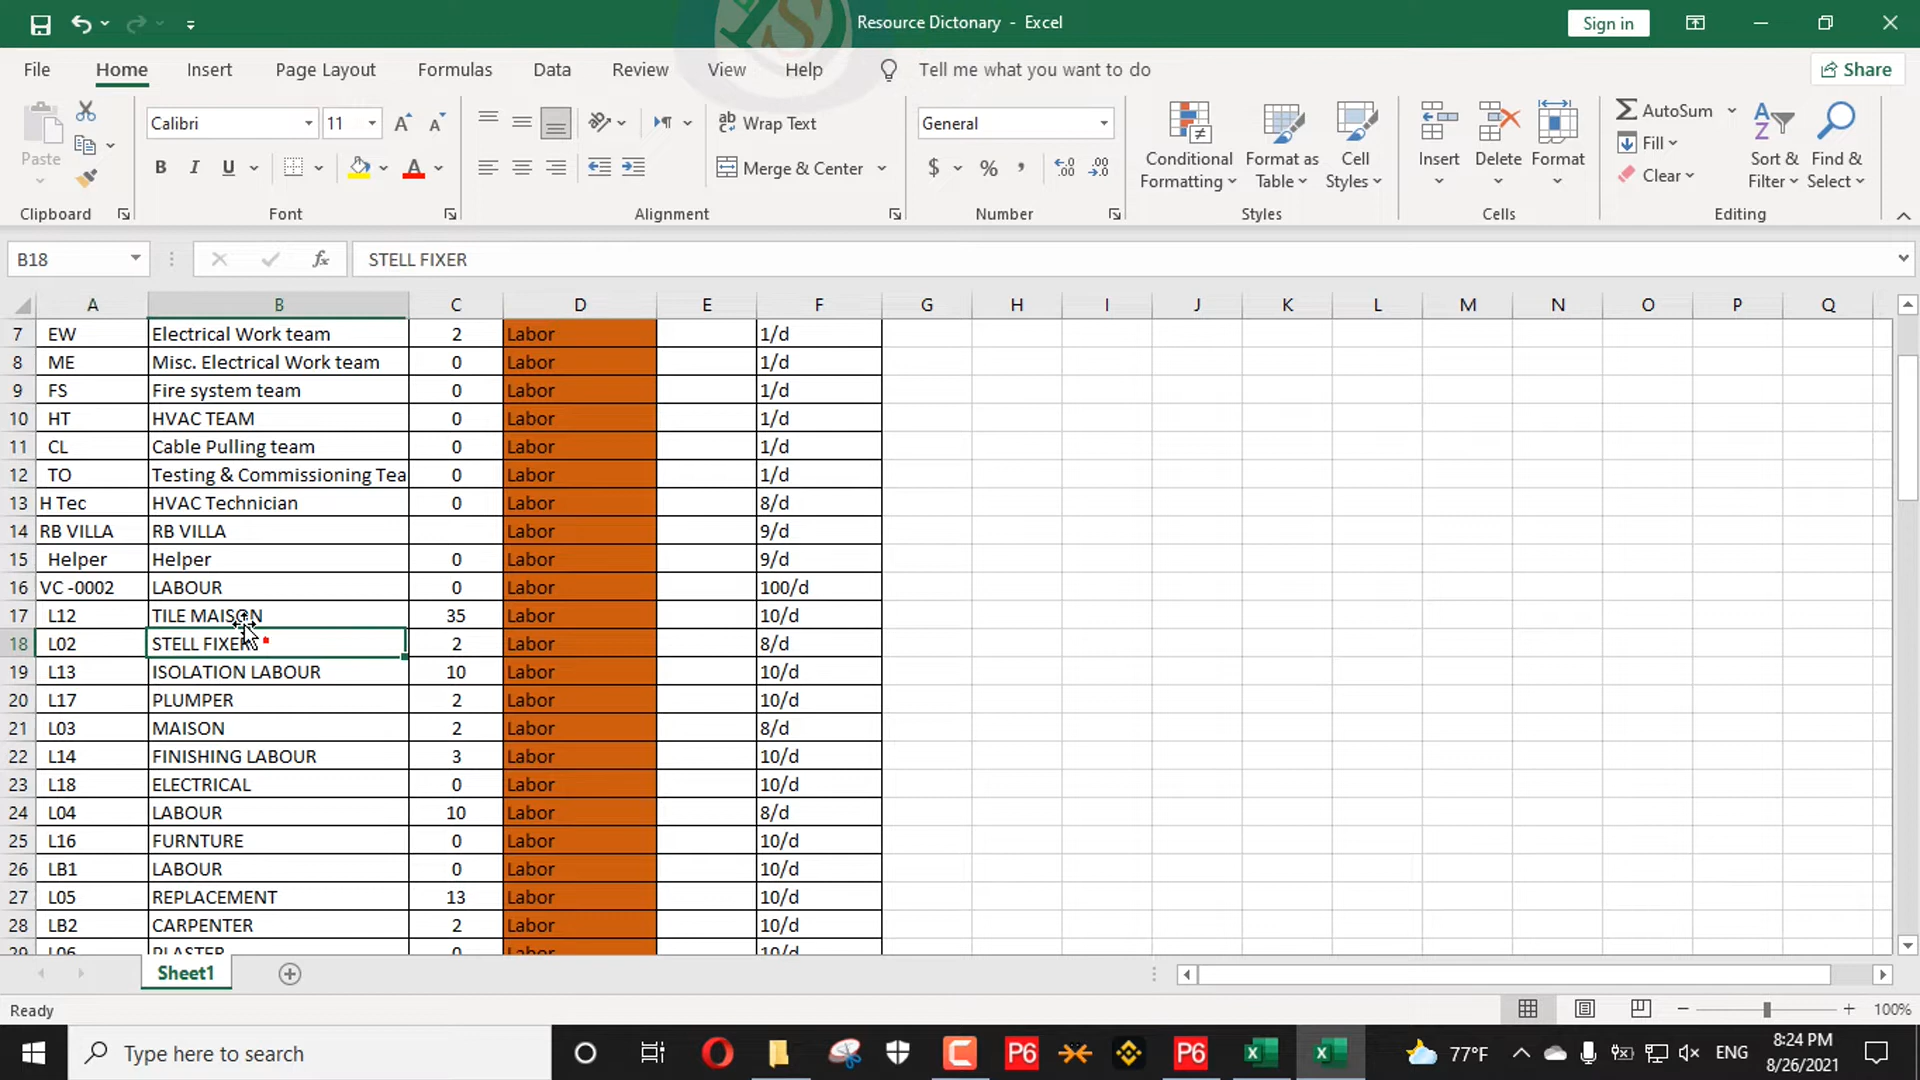 Resource Dictonary - Excel
Sign in
File Home Insert Page Layout Formulas Data Review View Help Tell me what you want to do Share
Paste
Calibri 11
Wrap Text
General
Conditional Formatting
Format as Table
Cell Styles
Insert
Delete
Format
AutoSum
Fill
Clear
Sort & Filter
Find & Select
B I U A
Merge & Center
$ % ,
Clipboard Font Alignment Number Styles Cells Editing
B18 fx STELL FIXER
A B C D E F G H I J K L M N O P Q
7 EW Electrical Work team 2 Labor 1/d
8 ME Misc. Electrical Work team 0 Labor 1/d
9 FS Fire system team 0 Labor 1/d
10 HT HVAC TEAM 0 Labor 1/d
11 CL Cable Pulling team 0 Labor 1/d
12 TO Testing & Commissioning Tea 0 Labor 1/d
13 H Tec HVAC Technician 0 Labor 8/d
14 RB VILLA RB VILLA Labor 9/d
15 Helper Helper 0 Labor 9/d
16 VC -0002 LABOUR 0 Labor 100/d
17 L12 TILE MAISON 35 Labor 10/d
18 L02 STELL FIXER 2 Labor 8/d
19 L13 ISOLATION LABOUR 10 Labor 10/d
20 L17 PLUMPER 2 Labor 10/d
21 L03 MAISON 2 Labor 8/d
22 L14 FINISHING LABOUR 3 Labor 10/d
23 L18 ELECTRICAL 0 Labor 10/d
24 L04 LABOUR 10 Labor 8/d
25 L16 FURNTURE 0 Labor 10/d
26 LB1 LABOUR 0 Labor 10/d
27 L05 REPLACEMENT 13 Labor 10/d
28 LB2 CARPENTER 2 Labor 10/d
29 L06 PLASTER 0 Labor 10/d
Sheet1
Ready
100%
Type here to search
P6
P6
77°F
ENG
8:24 PM
8/26/2021